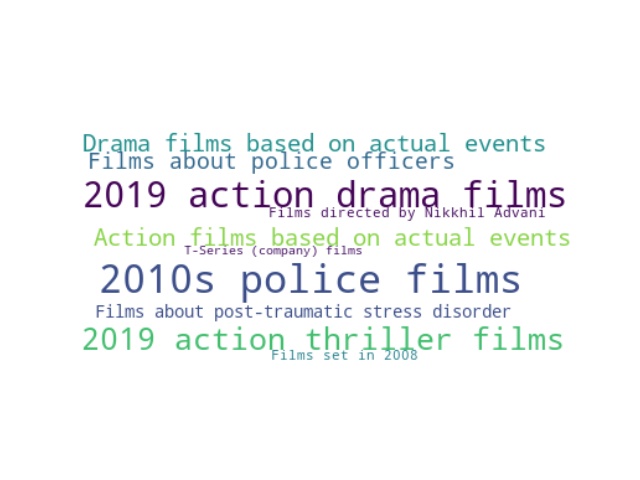 Drama films based on actual events
Films about police officers
2019 action drama films
Films directed by Nikkhil Advani
Action films based on actual events
T-Series (company) films
2010s police films
Films about post-traumatic stress disorder
2019 action thriller films
Films set in 2008